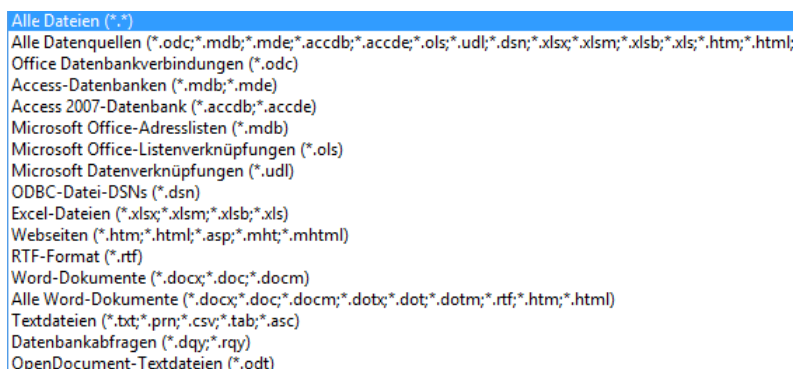 Alle Dateien (*.*)
Alle Datenquellen (*.odc;*.mdb;*.mde;*.accdb;*.accde;*.ols;*.udl;*.dsn;*.xlsx;*.xlsm;*.xlsb;*.xls;*.htm;*.html;
Office Datenbankverbindungen (*.odc)
Access-Datenbanken (*.mdb;*.mde)
Access 2007-Datenbank (*.accdb;*.accde)
Microsoft Office-Adresslisten (*.mdb)
Microsoft Office-Listenverknüpfungen (*.ols)
Microsoft Datenverknüpfungen (*.udl)
ODBC-Datei-DSNs (*.dsn)
Excel-Dateien (*.xlsx;*.xlsm;*.xlsb;*.xls)
Webseiten (*.htm;*.html;*.asp;*.mht;*.mhtml)
RTF-Format (*.rtf)
Word-Dokumente (*.docx;*.doc;*.docm)
Alle Word-Dokumente (*.docx;*.doc;*.docm;*.dotx;*.dot;*.dotm;*.rtf;*.htm;*.html)
Textdateien (*.txt;*.prn;*.csv;*.tab;*.asc)
Datenbankabfragen (*.dqy;*.rqy)
OpenDocument-Textdateien (*.odt)